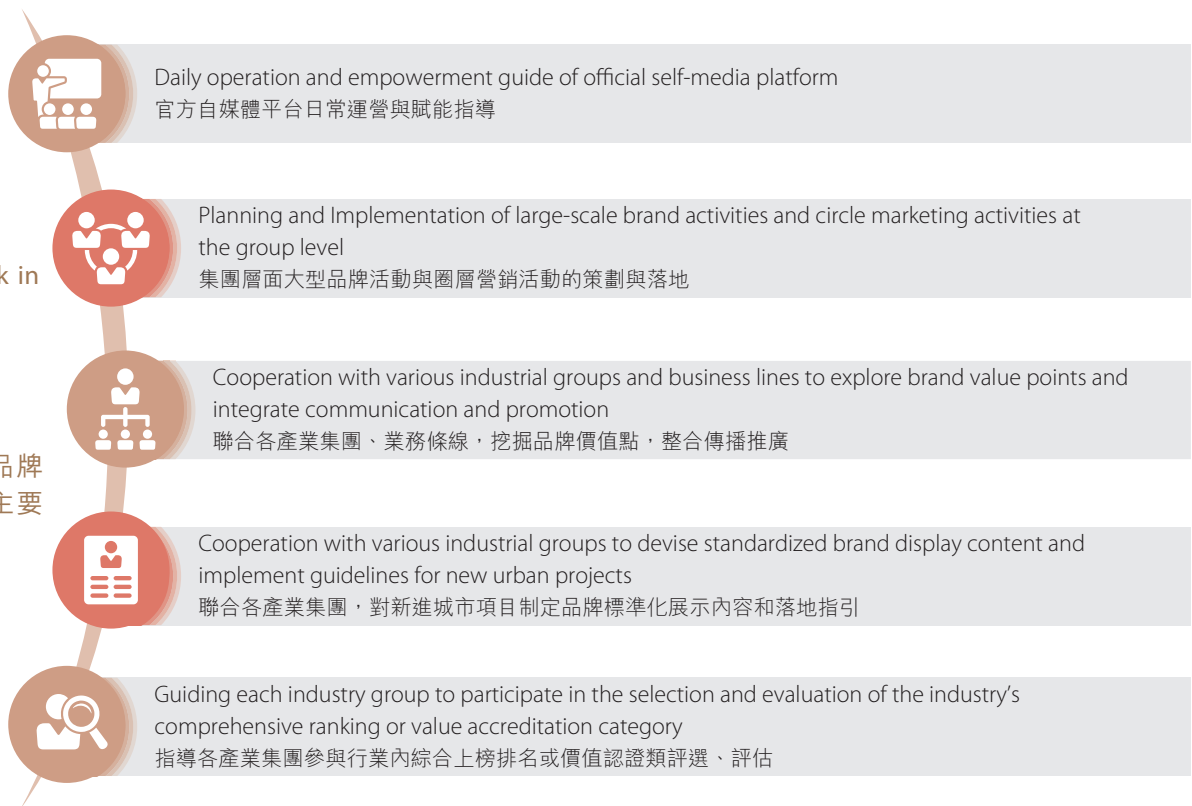 Daily operation and empowerment guide of official self-media platform
官方自媒體平台日常運營與賦能指導
Planning and Implementation of large-scale brand activities and circle marketing activities at
the group level
集團層面大型品牌活動與圈層營銷活動的策劃與落地
k in
Cooperation with various industrial groups and business lines to explore brand value points and
integrate communication and promotion
聯合各產業集團、業務條線，挖掘品牌價值點，整合傳播推廣
品牌
主要
Cooperation with various industrial groups to devise standardized brand display content and
implement guidelines for new urban projects
聯合各產業集團，對新進城市項目制定品牌標準化展示內容和落地指引
Guiding each industry group to participate in the selection and evaluation of the industry’s
comprehensive ranking or value accreditation category
指導各產業集團參與行業內綜合上榜排名或價值認證類評選、評估